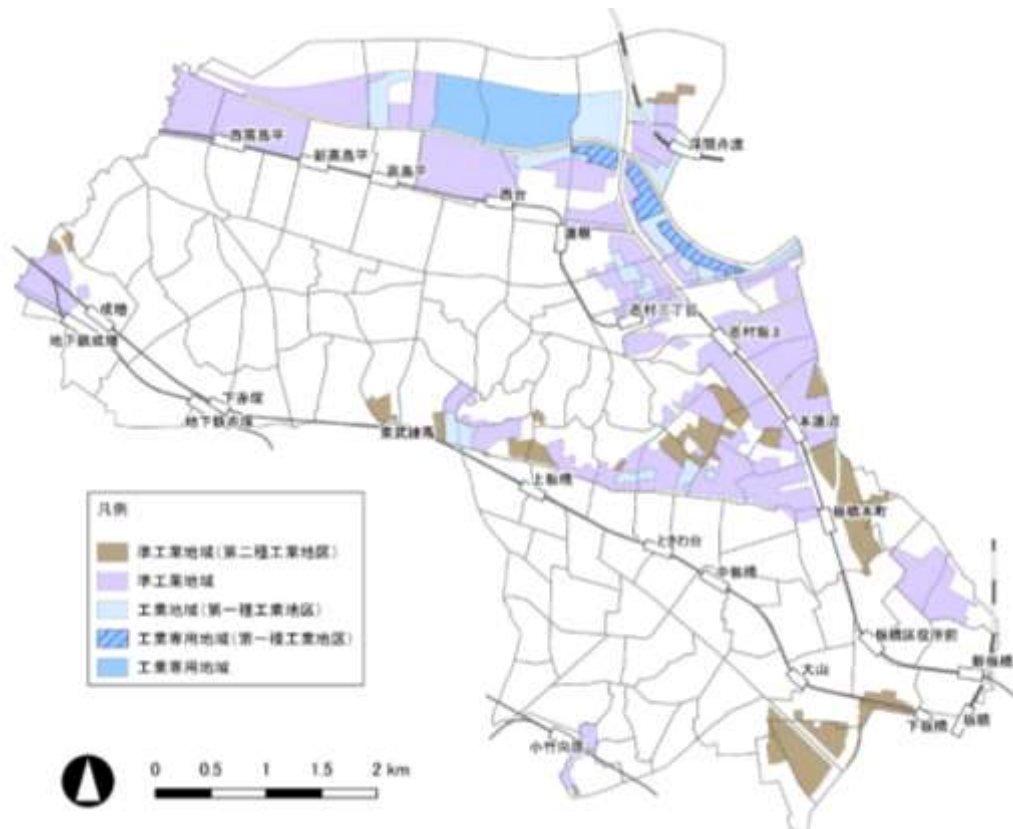 西高島平
新高島平
高島平
西台
蓮根
浮間舟渡
志村三丁目
志村坂上
成増
地下鉄成増
下赤塚
地下鉄赤塚
東武練馬
本蓮沼
上板橋
板橋本町
ときわ台
中板橋
板橋区役所前
新板橋
大山
下板橋
板橋
小竹向原
凡例
準工業地域(第二種工業地区)
準工業地域
工業地域(第一種工業地区)
工業専用地域(第一種工業地区)
工業専用地域
0 0.5 1 1.5 2 km